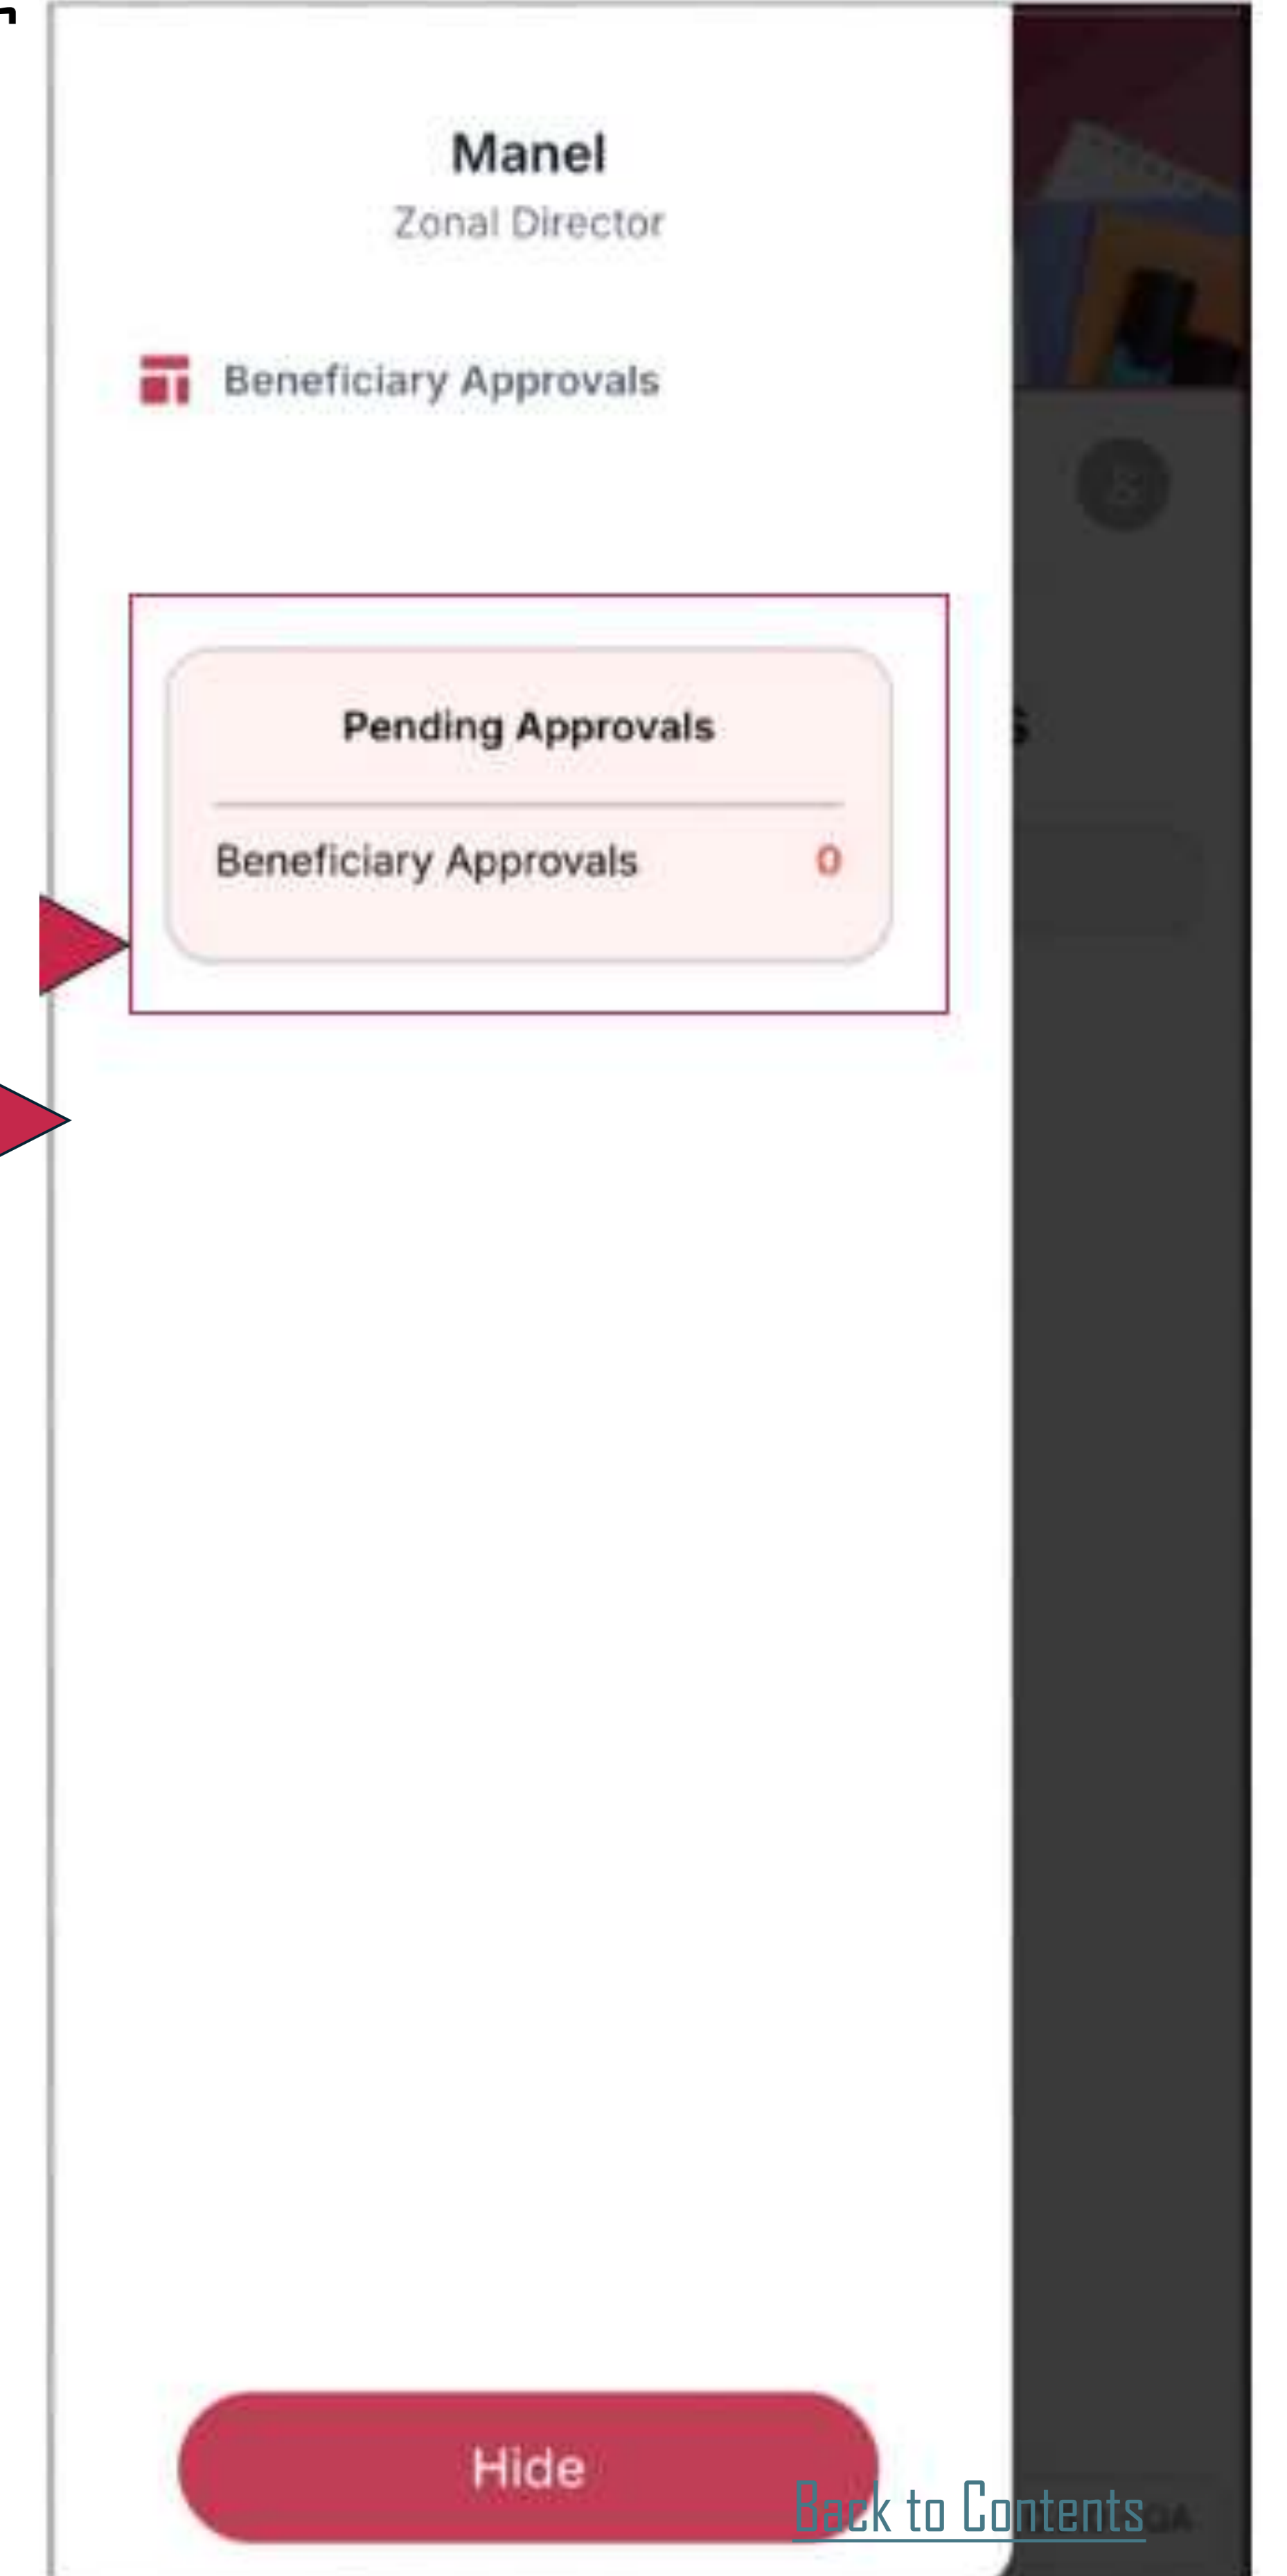 Manel
Zonal Director
Beneficiary Approvals
Pending Approvals
Beneficiary Approvals 0
Hide
Back to Contents